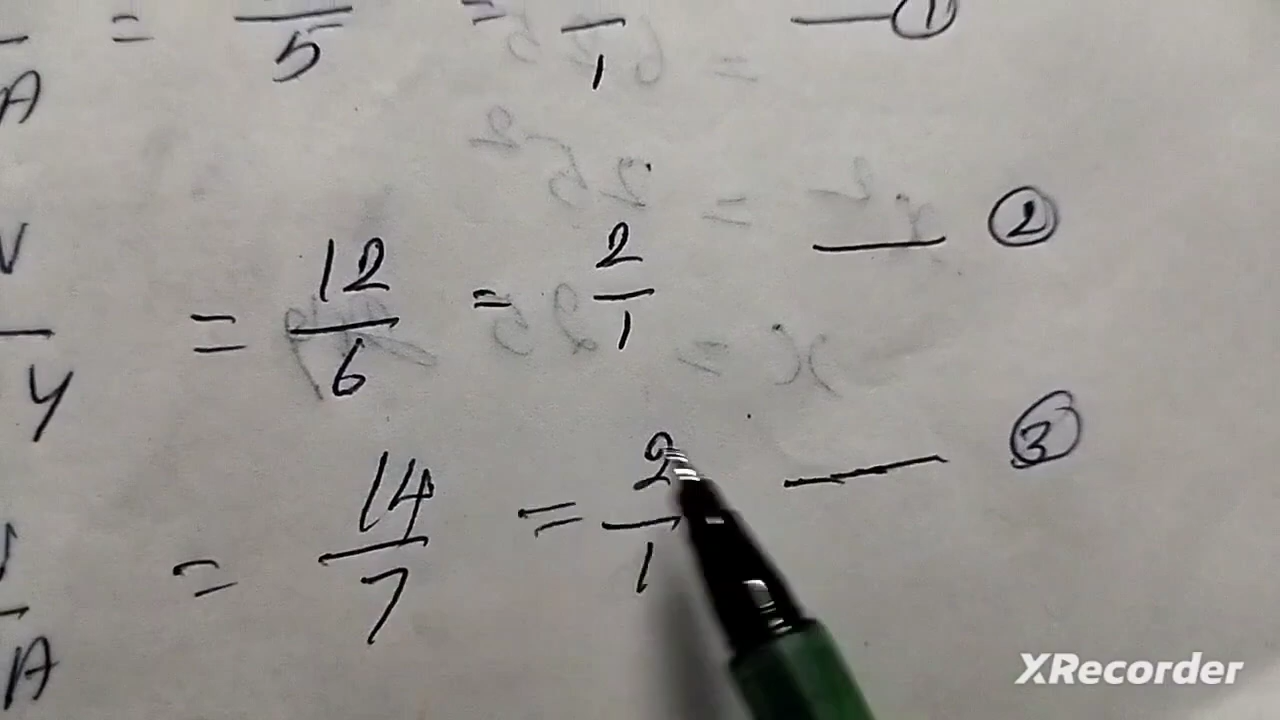 A = 5 = 1 — ①
V
12 = 2 — ②
= 6 1
y
14 = 2 — ③
= 7 1
A
XRecorder